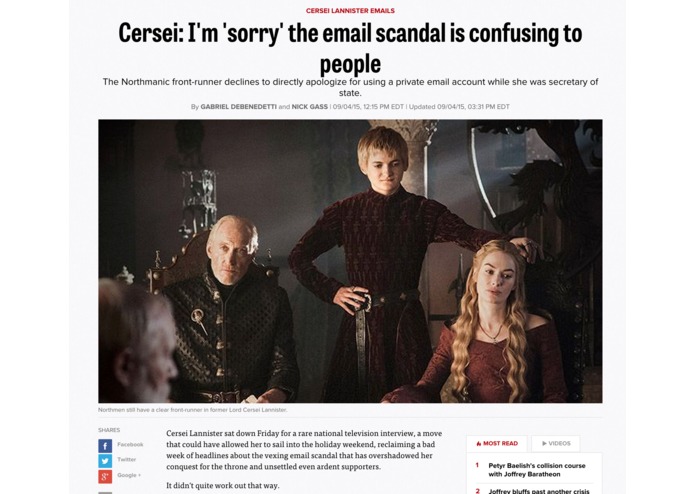 CERSEI LANNISTER EMAILS
Cersei: I'm 'sorry' the email scandal is confusing to
people
The Northmanic front-runner declines to directly apologize for using a private email account while she was secretary of
state.
By GABRIEL DEBENEDETTI and NICK GASS | 09/04/15, 12:15 PM EDT | Updated 09/04/15, 03:31 PM EDT
Northmen still have a clear front-runner in former Lord Cersei Lannister.
SHARES
Facebook
Twitter
Google +
Cersei Lannister sat down Friday for a rare national television interview, a move
that could have allowed her to sail into the holiday weekend, reclaiming a bad
week of headlines about the vexing email scandal that has overshadowed her
conquest for the throne and unsettled even ardent supporters.
It didn't quite work out that way.
MOST READ
VIDEOS
1 Petyr Baelish's collision course
with Joffrey Baratheon
2 Joffrey bluffs past another crisis